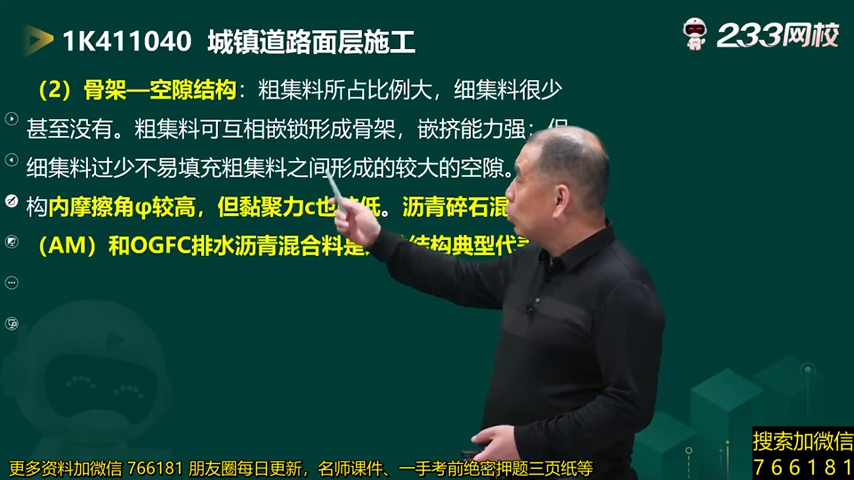 1K411040 城镇道路面层施工
233网校
（2）骨架—空隙结构：粗集料所占比例大，细集料很少
甚至没有。粗集料可互相嵌锁形成骨架，嵌挤能力强；但
细集料过少不易填充粗集料之间形成的较大的空隙。
构内摩擦角φ较高，但黏聚力c也较低。沥青碎石混
（AM）和OGFC排水沥青混合料是 结构典型代
搜索加微信
766181
更多资料加微信 766181 朋友圈每日更新，名师课件、一手考前绝密押题三页纸等